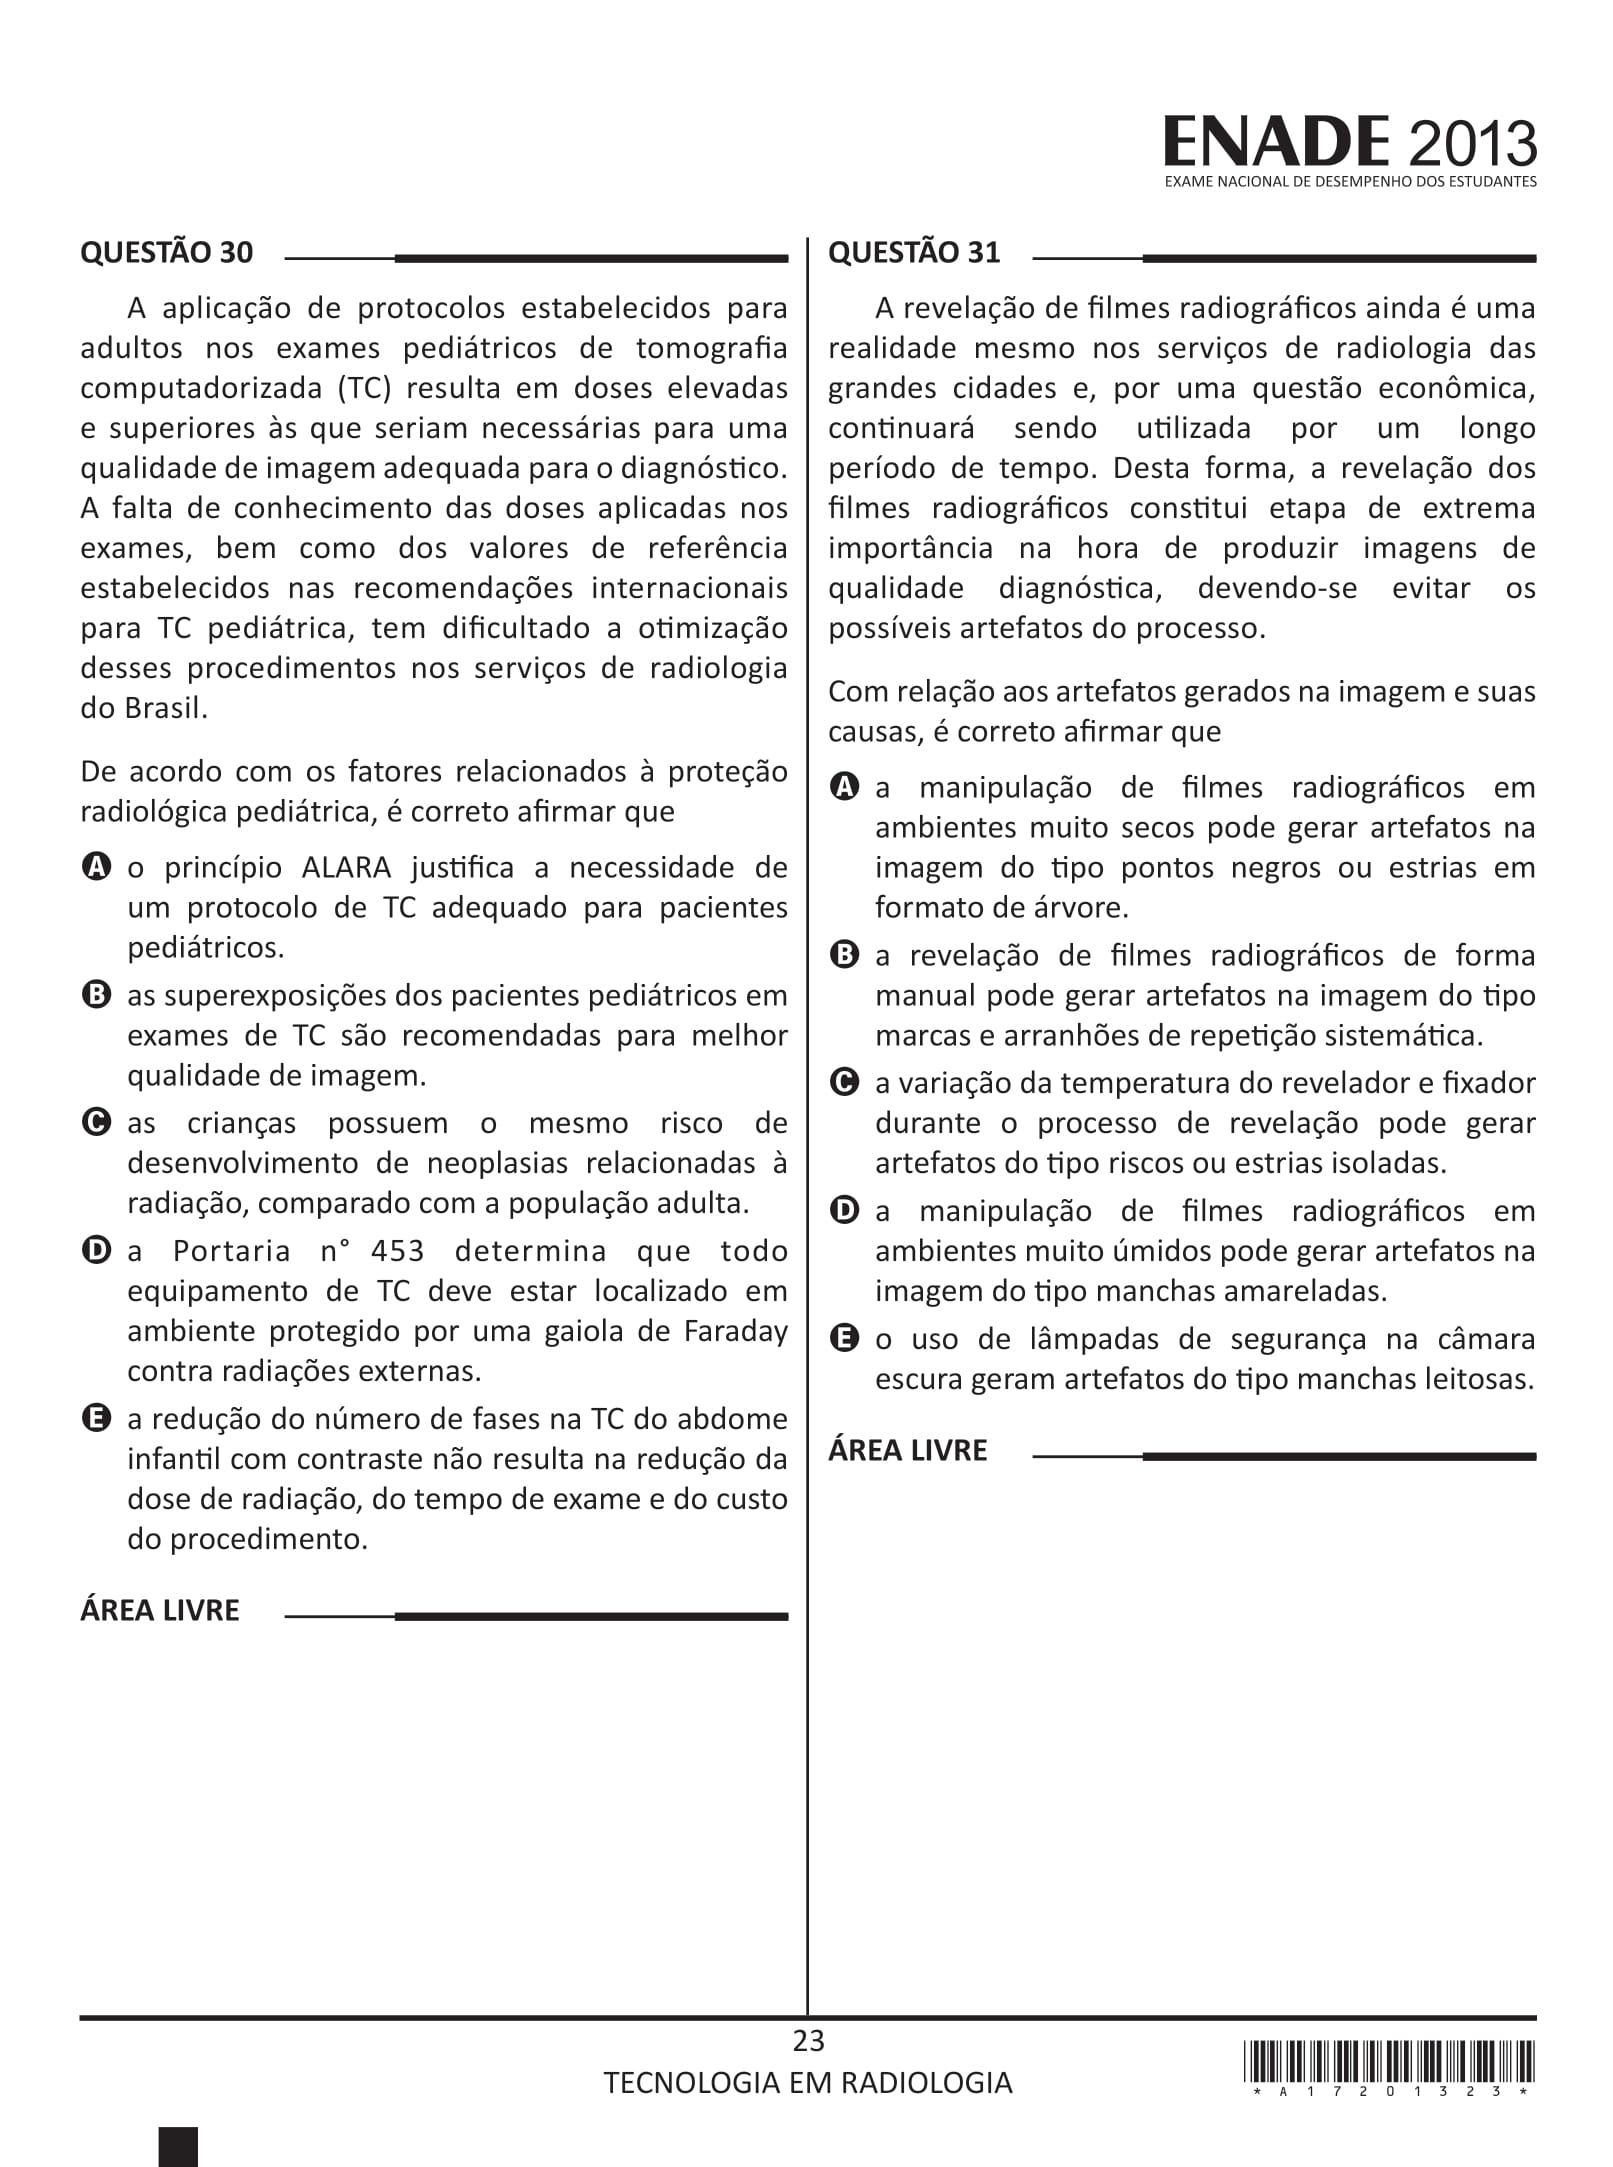 ENADE 2013
EXAME NACIONAL DE DESEMPENHO DOS ESTUDANTES
QUESTÃO 30
A aplicação de protocolos estabelecidos para
adultos nos exames pediátricos de tomografia
computadorizada (TC) resulta em doses elevadas
e superiores às que seriam necessárias para uma
qualidade de imagem adequada para o diagnóstico.
A falta de conhecimento das doses aplicadas nos
exames, bem como dos valores de referência
estabelecidos nas recomendações internacionais
para TC pediátrica, tem dificultado a otimização
desses procedimentos nos serviços de radiologia
do Brasil.
De acordo com os fatores relacionados à proteção
radiológica pediátrica, é correto afirmar que
A o princípio ALARA justifica a necessidade de
um protocolo de TC adequado para pacientes
pediátricos.
B as superexposições dos pacientes pediátricos em
exames de TC são recomendadas para melhor
qualidade de imagem.
C as crianças possuem o mesmo risco de
desenvolvimento de neoplasias relacionadas à
radiação, comparado com a população adulta.
D a Portaria n° 453 determina que todo
equipamento de TC deve estar localizado em
ambiente protegido por uma gaiola de Faraday
contra radiações externas.
E a redução do número de fases na TC do abdome
infantil com contraste não resulta na redução da
dose de radiação, do tempo de exame e do custo
do procedimento.
ÁREA LIVRE
QUESTÃO 31
A revelação de filmes radiográficos ainda é uma
realidade mesmo nos serviços de radiologia das
grandes cidades e, por uma questão econômica,
continuará sendo utilizada por um longo
período de tempo. Desta forma, a revelação dos
filmes radiográficos constitui etapa de extrema
importância na hora de produzir imagens de
qualidade diagnóstica, devendo-se evitar os
possíveis artefatos do processo.
Com relação aos artefatos gerados na imagem e suas
causas, é correto afirmar que
A a manipulação de filmes radiográficos em
ambientes muito secos pode gerar artefatos na
imagem do tipo pontos negros ou estrias em
formato de árvore.
B a revelação de filmes radiográficos de forma
manual pode gerar artefatos na imagem do tipo
marcas e arranhões de repetição sistemática.
C a variação da temperatura do revelador e fixador
durante o processo de revelação pode gerar
artefatos do tipo riscos ou estrias isoladas.
D a manipulação de filmes radiográficos em
ambientes muito úmidos pode gerar artefatos na
imagem do tipo manchas amareladas.
E o uso de lâmpadas de segurança na câmara
escura geram artefatos do tipo manchas leitosas.
ÁREA LIVRE
23
TECNOLOGIA EM RADIOLOGIA
* A 1 7 2 0 1 3 2 3 *